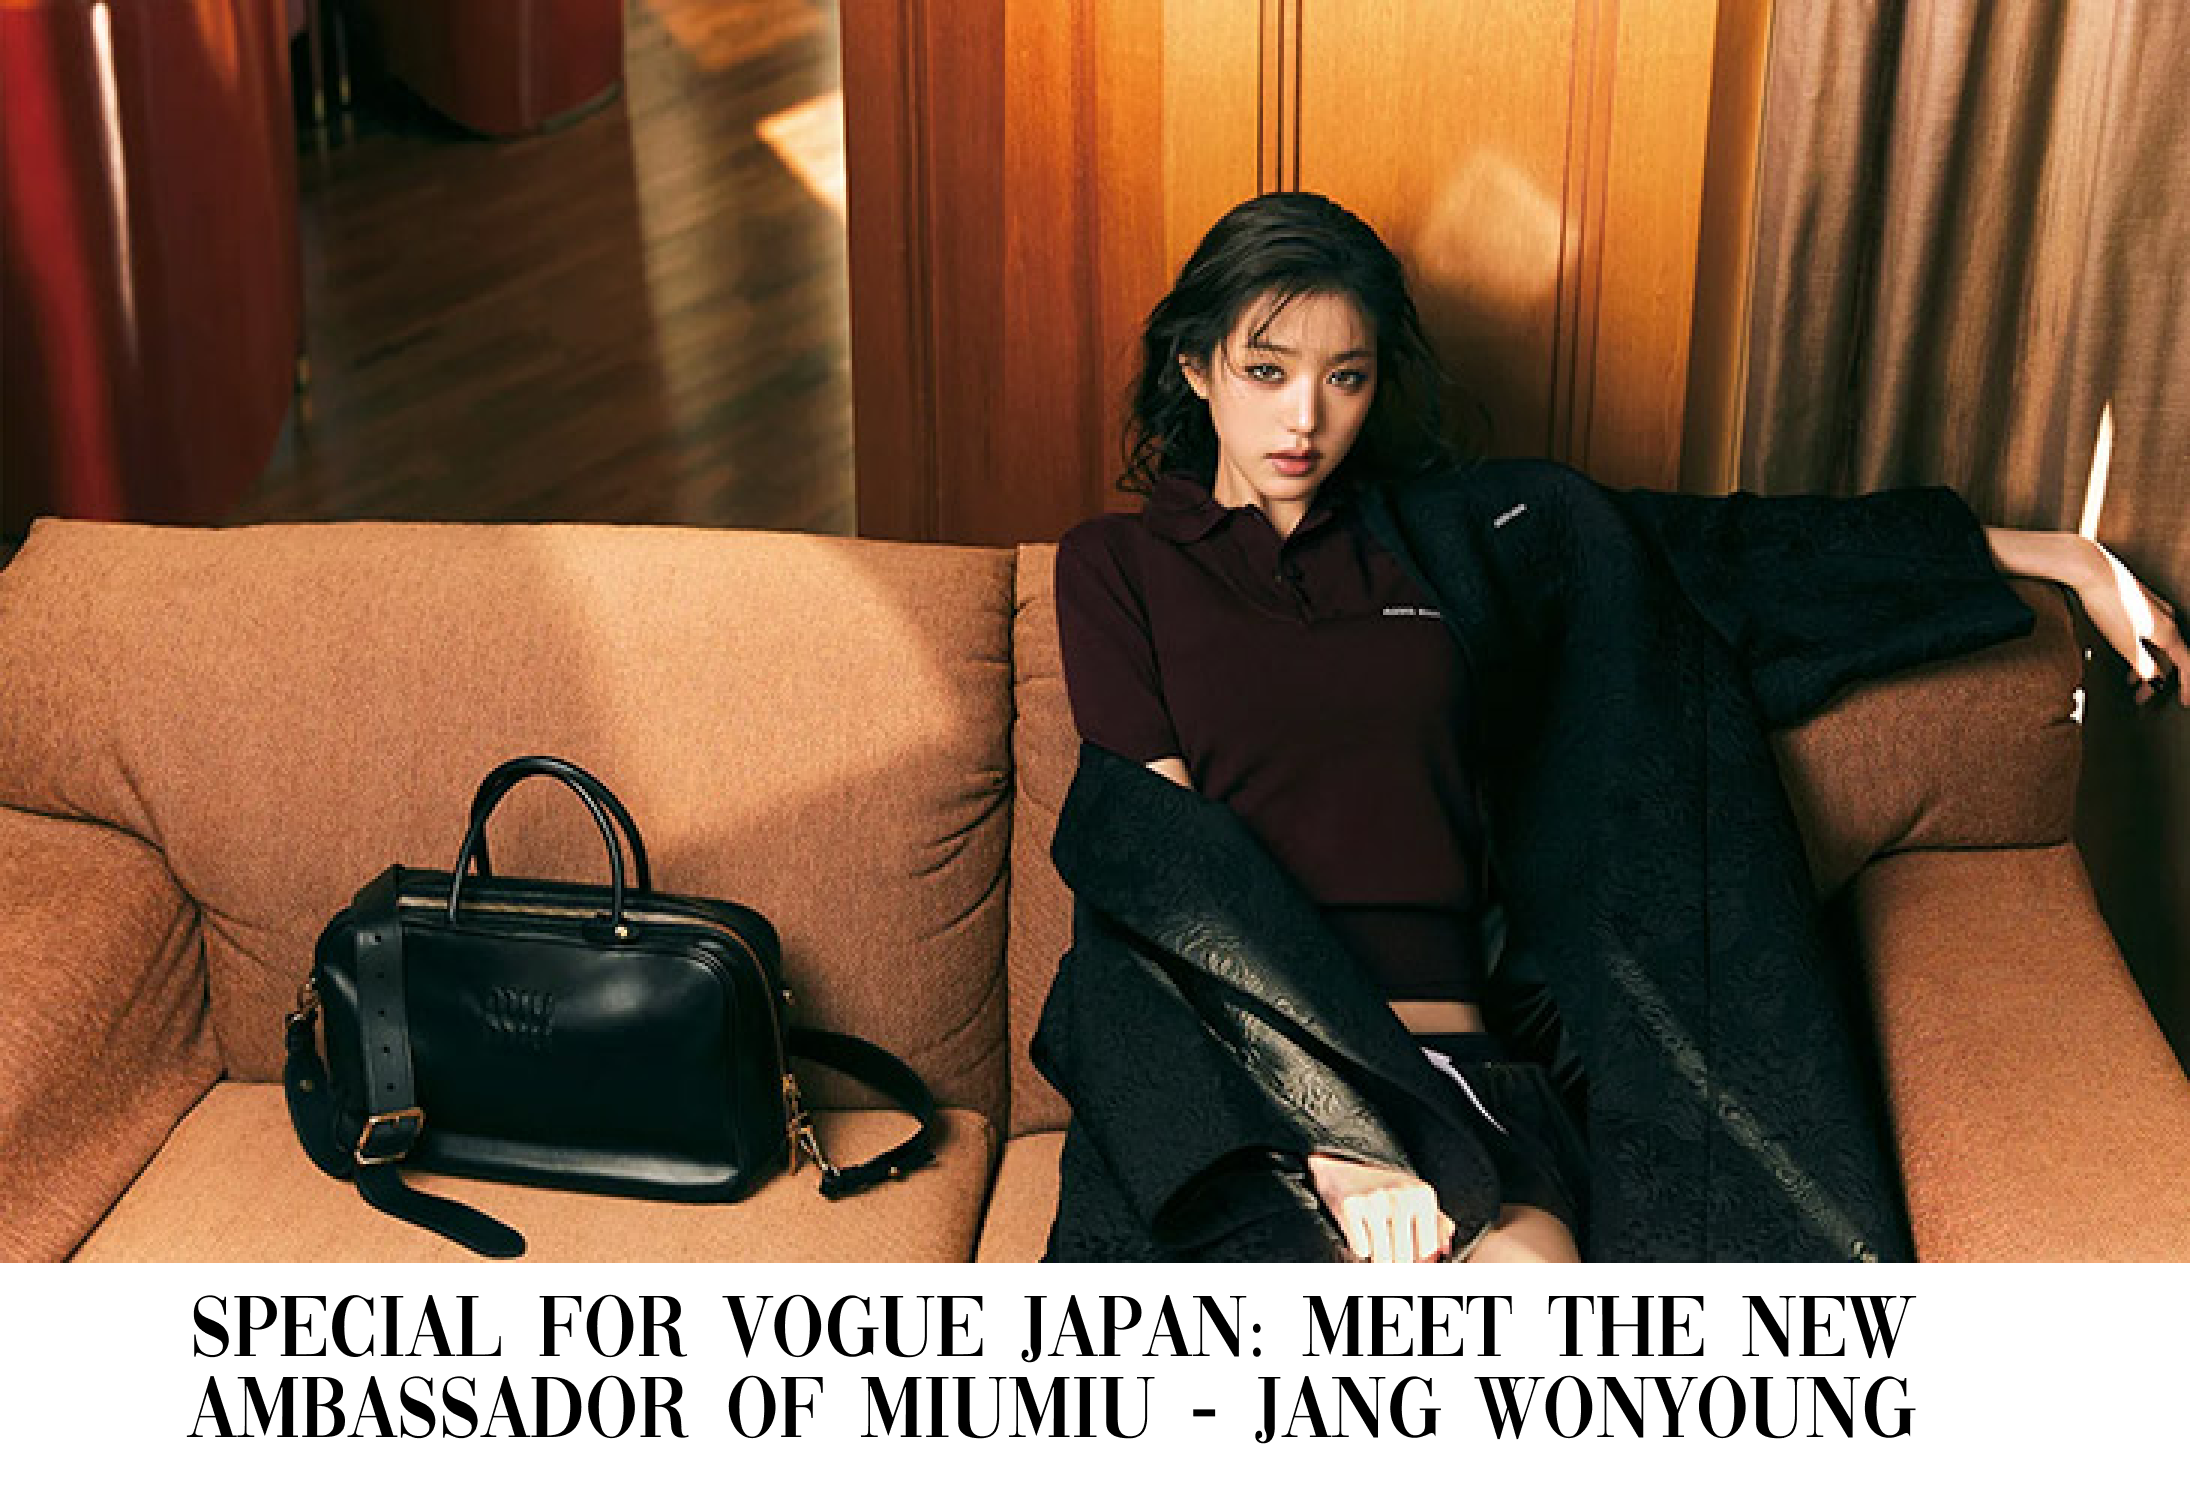 SPECIAL FOR VOGUE JAPAN: MEET THE NEW
AMBASSADOR OF MIUMIU - JANG WONYOUNG